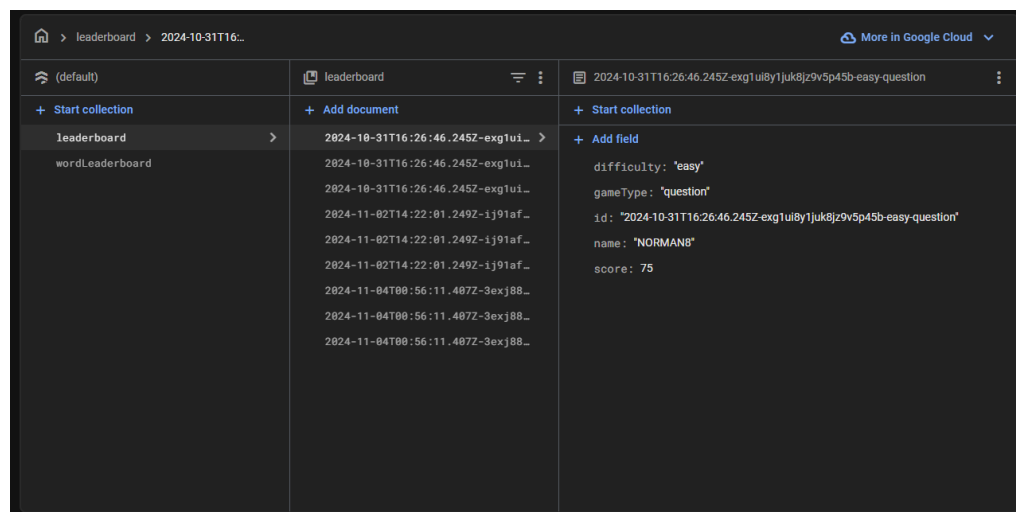 leaderboard > 2024-10-31T16:…
More in Google Cloud
(default)
leaderboard
2024-10-31T16:26:46.245Z-exg1ui8y1juk8jz9v5p45b-easy-question
+ Start collection
+ Add document
+ Start collection
leaderboard
wordLeaderboard
2024-10-31T16:26:46.245Z-exg1ui…
2024-10-31T16:26:46.245Z-exg1ui…
2024-10-31T16:26:46.245Z-exg1ui…
2024-11-02T14:22:01.249Z-ij91af…
2024-11-02T14:22:01.249Z-ij91af…
2024-11-02T14:22:01.249Z-ij91af…
2024-11-04T00:56:11.407Z-3exj88…
2024-11-04T00:56:11.407Z-3exj88…
2024-11-04T00:56:11.407Z-3exj88…
+ Add field
difficulty: "easy"
gameType: "question"
id: "2024-10-31T16:26:46.245Z-exg1ui8y1juk8jz9v5p45b-easy-question"
name: "NORMAN8"
score: 75